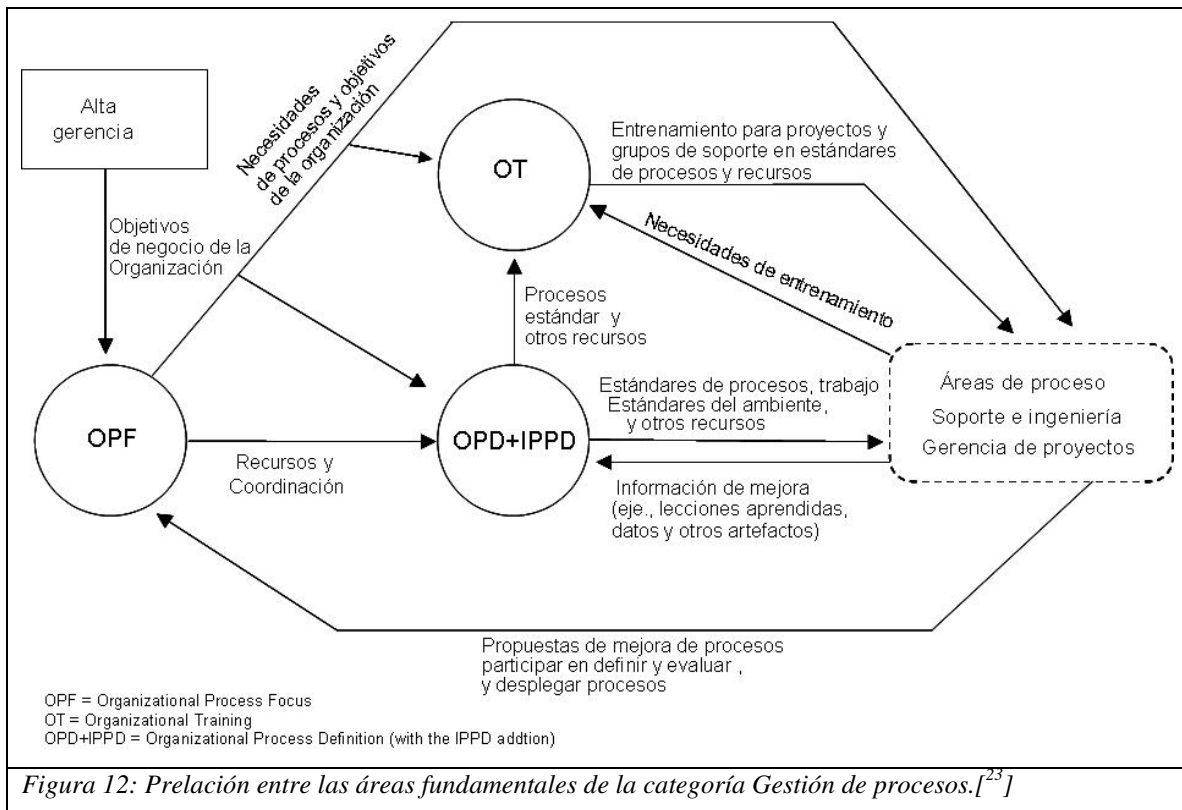 Alta
gerencia
Necesidades
de procesos y objetivos
de la organización
OT
Entrenamiento para proyectos y
grupos de soporte en estándares
de procesos y recursos
Objetivos
de negocio de la
Organización
Necesidades de entrenamiento
Procesos
estándar y
otros recursos
OPF
Recursos y
Coordinación
OPD+IPPD
Estándares de procesos, trabajo
Estándares del ambiente,
y otros recursos
Información de mejora
(eje., lecciones aprendidas,
datos y otros artefactos)
Áreas de proceso
Soporte e ingeniería
Gerencia de proyectos
Propuestas de mejora de procesos
participar en definir y evaluar ,
y desplegar procesos
OPF = Organizational Process Focus
OT = Organizational Training
OPD+IPPD = Organizational Process Definition (with the IPPD addtion)
Figura 12: Prelación entre las áreas fundamentales de la categoría Gestión de procesos.[23]